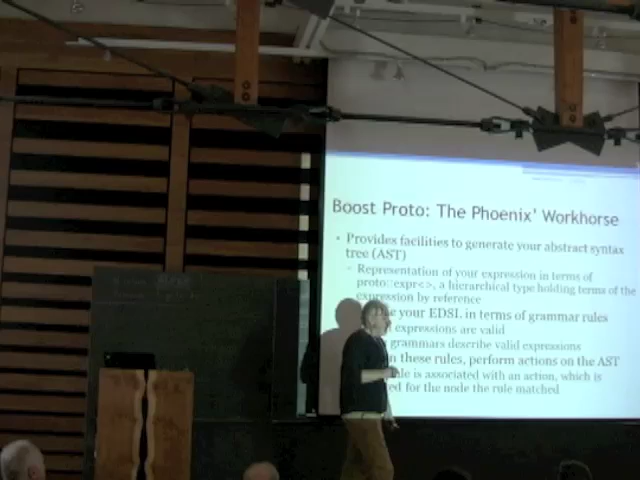 Boost Proto: The Phoenix' Workhorse
Provides facilities to generate your abstract syntax
tree (AST)
Representation of your expression in terms of
proto::expr<>, a hierarchical type holding terms of the
expression by reference
your EDSL in terms of grammar rules
expressions are valid
grammars describe valid expressions
these rules, perform actions on the AST
is associated with an action, which is
for the node the rule matched